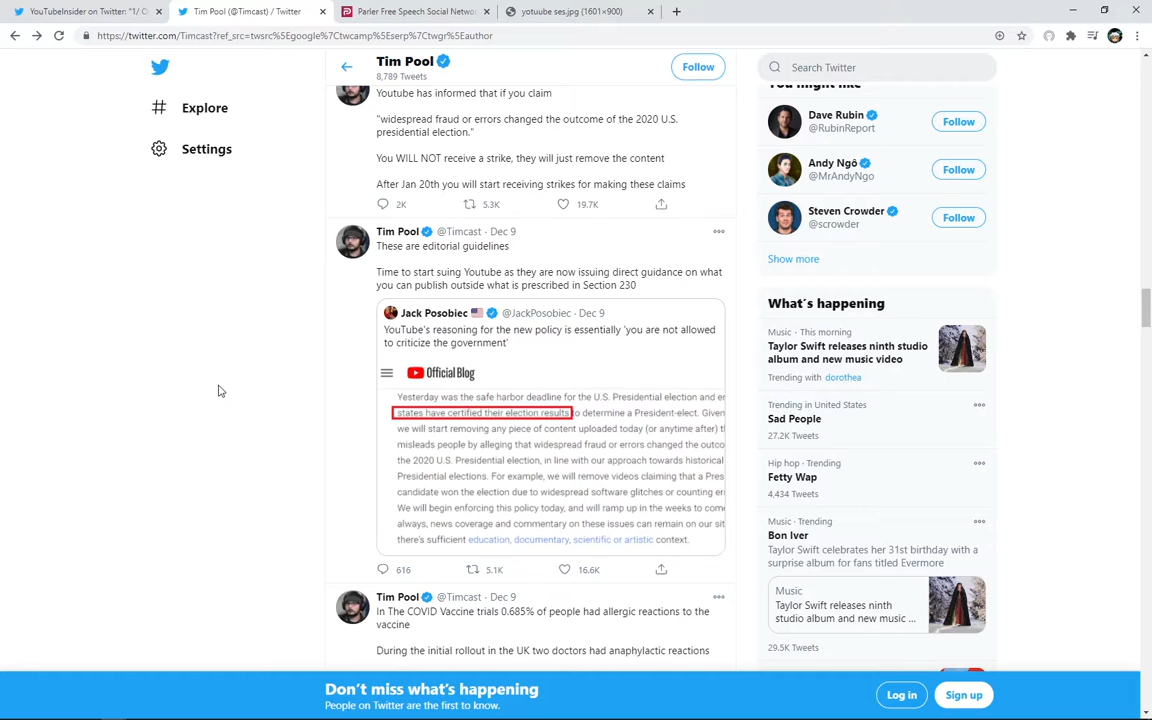 YouTubeInsider on Twitter: "1/ C
Tim Pool (@Timcast) / Twitter
Parler Free Speech Social Netwo
yotuube ses.jpg (1601×900)
https://twitter.com/Timcast?ref_src=twsrc%5Egoogle%7Ctwcamp%5Eserp%7Ctwgr%5Eauthor
Explore
Settings
Tim Pool
8,789 Tweets
Follow
Youtube has informed that if you claim
"widespread fraud or errors changed the outcome of the 2020 U.S.
presidential election."
You WILL NOT receive a strike, they will just remove the content
After Jan 20th you will start receiving strikes for making these claims
2K 5.3K 19.7K
Tim Pool @Timcast · Dec 9
These are editorial guidelines
Time to start suing Youtube as they are now issuing direct guidance on what
you can publish outside what is prescribed in Section 230
Jack Posobiec @JackPosobiec · Dec 9
YouTube's reasoning for the new policy is essentially 'you are not allowed
to criticize the government'
Official Blog
Yesterday was the safe harbor deadline for the U.S. Presidential election and e
states have certified their election results to determine a President-elect. Given
we will start removing any piece of content uploaded today (or anytime after) t
misleads people by alleging that widespread fraud or errors changed the outco
the 2020 U.S. Presidential election, in line with our approach towards historical
Presidential elections. For example, we will remove videos claiming that a Pres
candidate won the election due to widespread software glitches or counting er
We will begin enforcing this policy today, and will ramp up in the weeks to come
always, news coverage and commentary on these issues can remain on our sit
there's sufficient education, documentary, scientific or artistic context.
616 5.1K 16.6K
Tim Pool @Timcast · Dec 9
In The COVID Vaccine trials 0.685% of people had allergic reactions to the
vaccine
During the initial rollout in the UK two doctors had anaphylactic reactions
Search Twitter
You might like
Dave Rubin
@RubinReport
Follow
Andy Ngô
@MrAndyNgo
Follow
Steven Crowder
@scrowder
Follow
Show more
What's happening
Music · This morning
Taylor Swift releases ninth studio
album and new music video
Trending with dorothea
Trending in United States
Sad People
27.2K Tweets
Hip hop · Trending
Fetty Wap
4,434 Tweets
Music · Trending
Bon Iver
Taylor Swift celebrates her 31st birthday with a
surprise album for fans titled Evermore
Music
Taylor Swift releases ninth
studio album and new music ...
29.5K Tweets
Don't miss what's happening
People on Twitter are the first to know.
Log in
Sign up